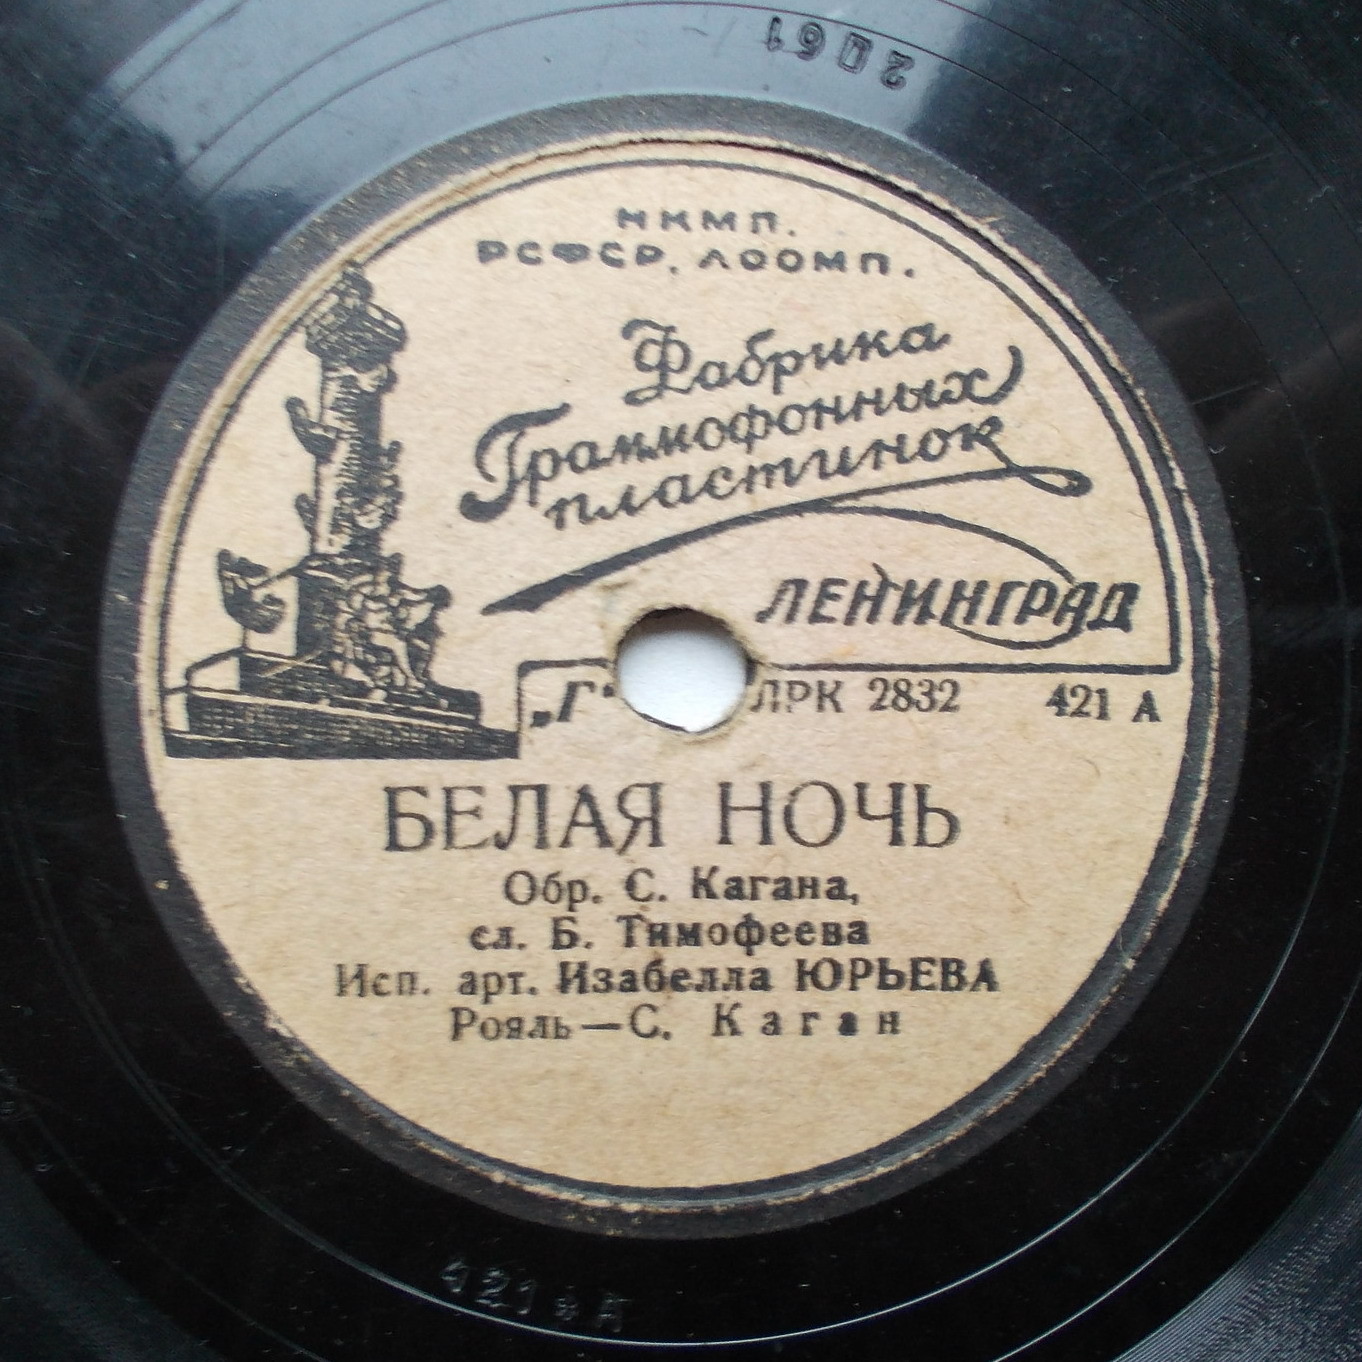 2061
НКМП.
РСФСР. ЛООМП.
Фабрика
Граммофонных
пластинок
ЛЕНИНГРАД
„Г“ ЛРК 2832 421 А
БЕЛАЯ НОЧЬ
Обр. С. Кагана,
сл. Б. Тимофеева
Исп. арт. Изабелла ЮРЬЕВА
Рояль — С. Каган